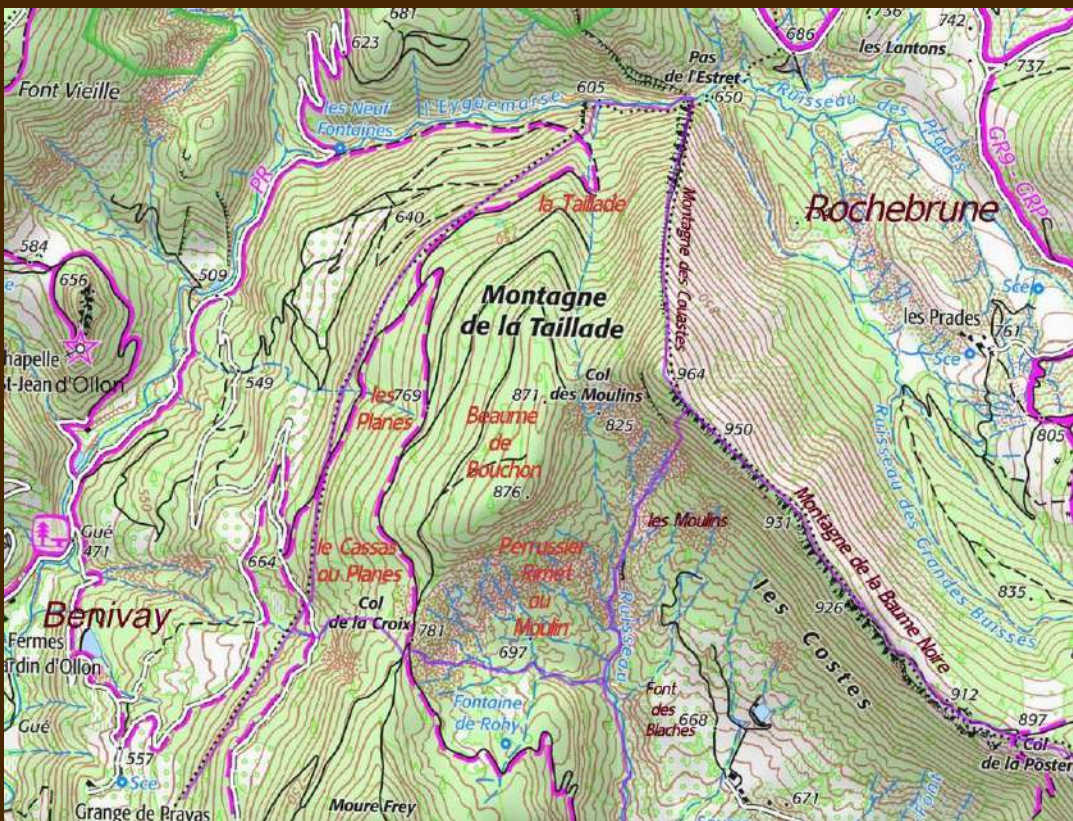 681
623
736
742
686
les Lantons
737
Font Vieille
Pas
de l'Estret
605
650
les Neuf
Fontaines
l'Eyguemarse
Ruisseau des Prades
GR9 - GRP
PR
la Taillade
Montagne des Couastes
Rochebrune
640
584
656
509
Sce
les Prades
761
Sce
Montagne
de la Taillade
Chapelle
St-Jean d'Ollon
549
les
Planes
769
Col
des Moulins
964
871
825
Beaume
de
Bouchon
950
805
Ruisseau des Grandes Buisses
550
876
Gué
471
664
les Moulins
931
Montagne de la Baume Noire
le Cassas
ou Planes
Perrussier
Rimet
ou
Moulin
les Costes
926
835
Benivay
Col
de la Croix
781
697
Ruisseau
Fermes
Jardin d'Ollon
Gué
Fontaine
de Rohy
Font
des
Blaches
668
912
897
Col
de la Poster
557
Sce
Grange de Prayas
Moure Frey
671
Font